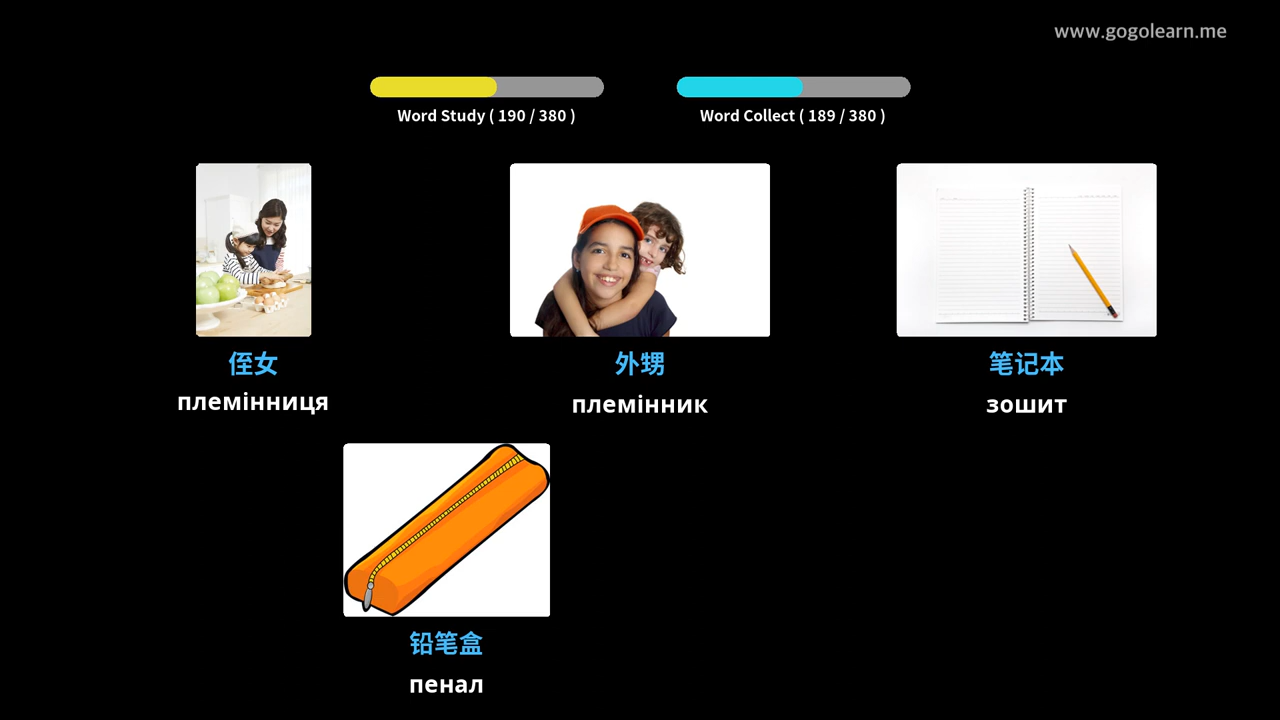 www.gogolearn.me
Word Study ( 190 / 380 )
Word Collect ( 189 / 380 )
侄女
племінниця
外甥
племінник
笔记本
зошит
铅笔盒
пенал